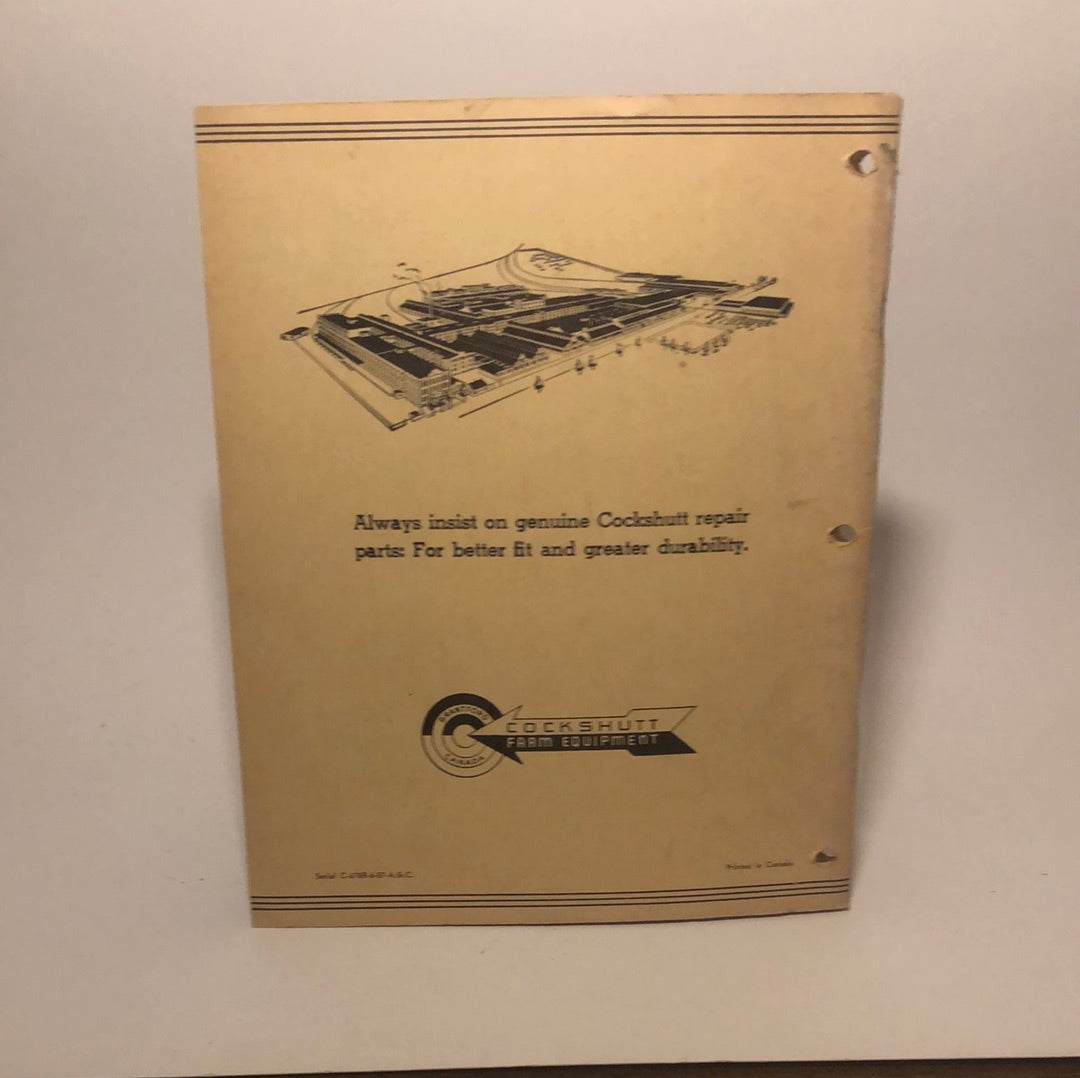 Always insist on genuine Cockshutt repair
parts: For better fit and greater durability.
BRANTFORD
CANADA
COCKSHUTT
FARM EQUIPMENT
Printed in Canada
Serial